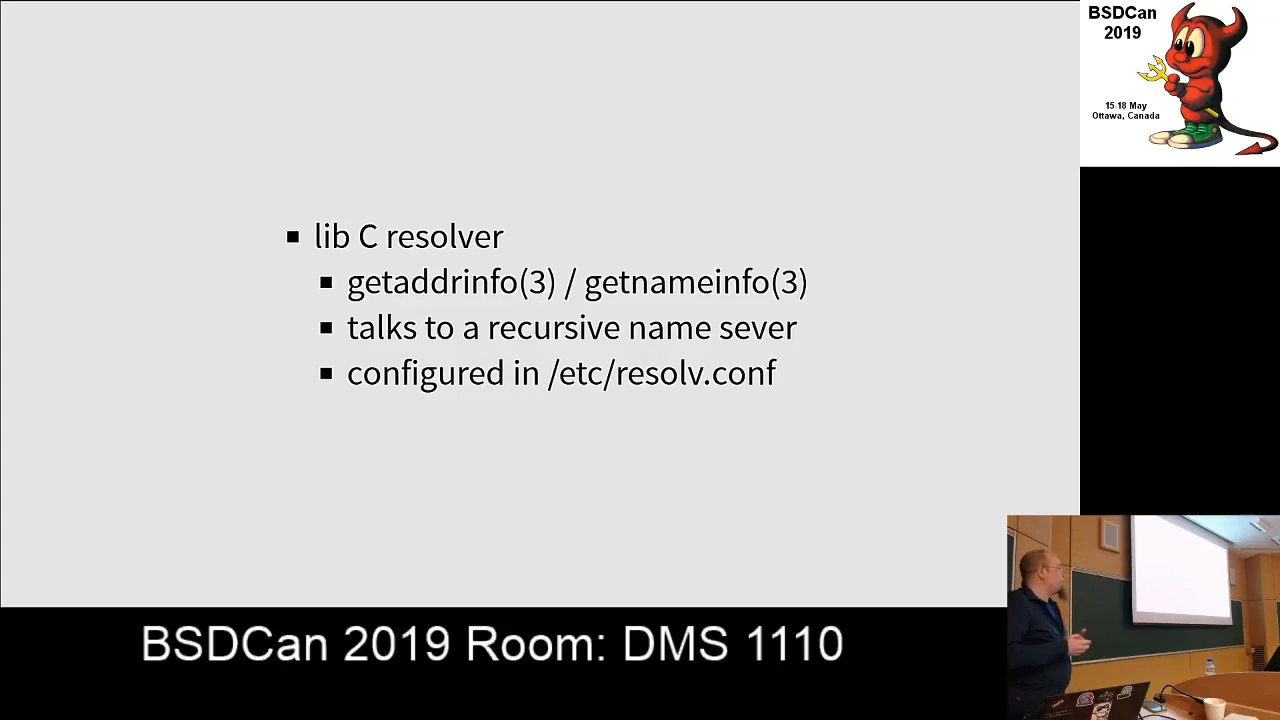 BSDCan
2019
15-18 May
Ottawa, Canada
▪ lib C resolver
▪ getaddrinfo(3) / getnameinfo(3)
▪ talks to a recursive name sever
▪ configured in /etc/resolv.conf
BSDCan 2019 Room: DMS 1110